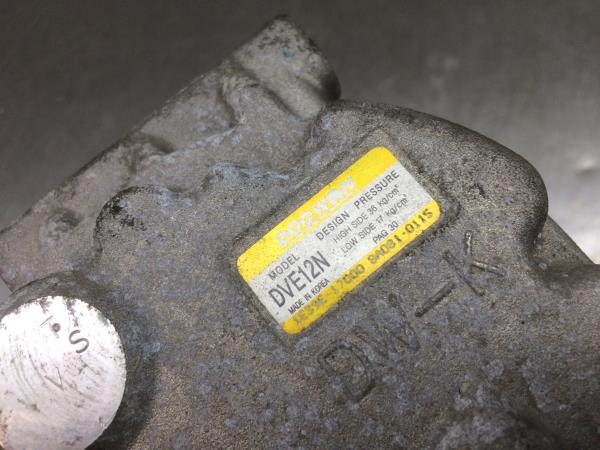 DOOWON
MODEL
DVE12N
MADE IN KOREA
DESIGN PRESSURE
HIGH SIDE 36 kg/cm²
LOW SIDE 17 kg/cm²
PAG 30
DW-K
S